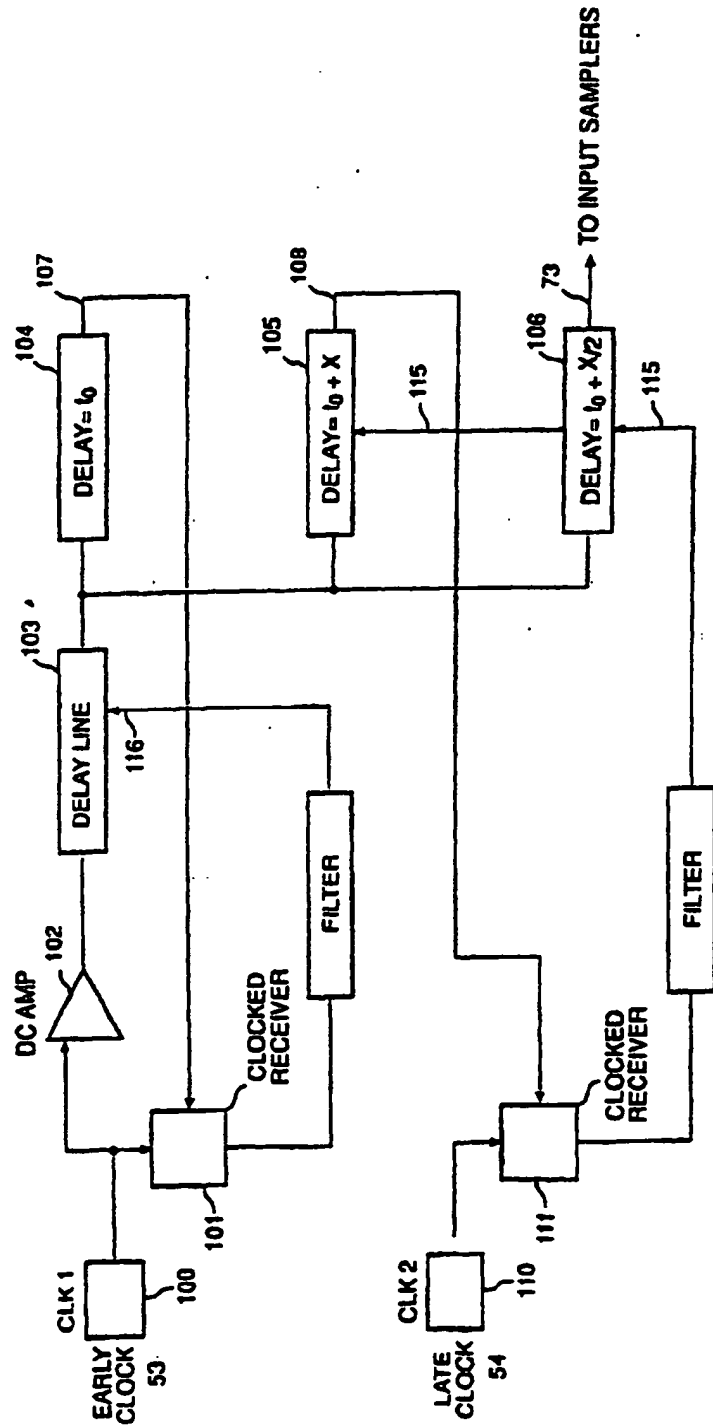 CLK 1
EARLY
CLOCK
53
100
DC AMP
102
DELAY LINE
103
DELAY= t0
104
107
101
CLOCKED
RECEIVER
FILTER
116
DELAY= t0 + X
105
108
115
DELAY= t0 + X/2
106
73
TO INPUT SAMPLERS
115
CLK 2
LATE
CLOCK
54
110
111
CLOCKED
RECEIVER
FILTER